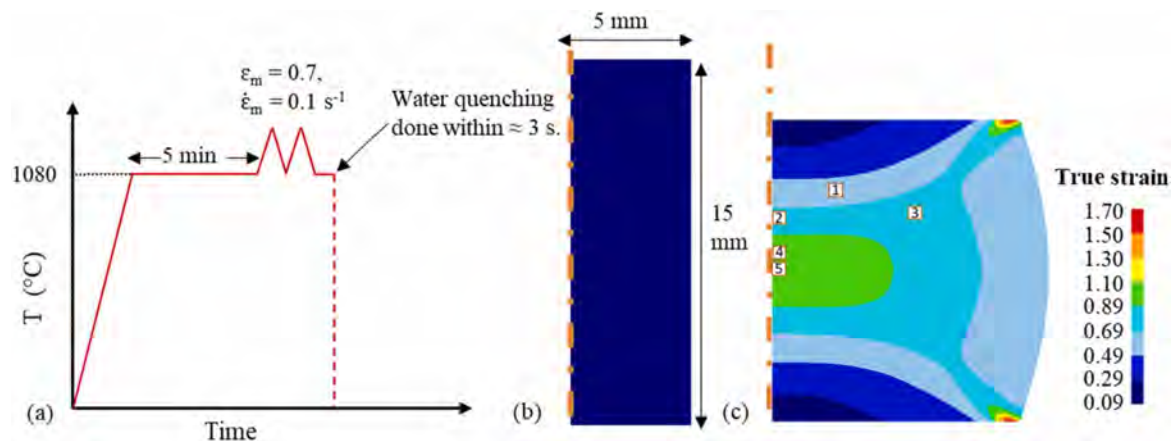 εm = 0.7,
ε̇m = 0.1 s⁻¹
Water quenching
done within ≈ 3 s.
5 min
1080
T (°C)
(a)
Time
5 mm
15
mm
(b)
(c)
1
2
3
4
5
True strain
1.70
1.50
1.30
1.10
0.89
0.69
0.49
0.29
0.09